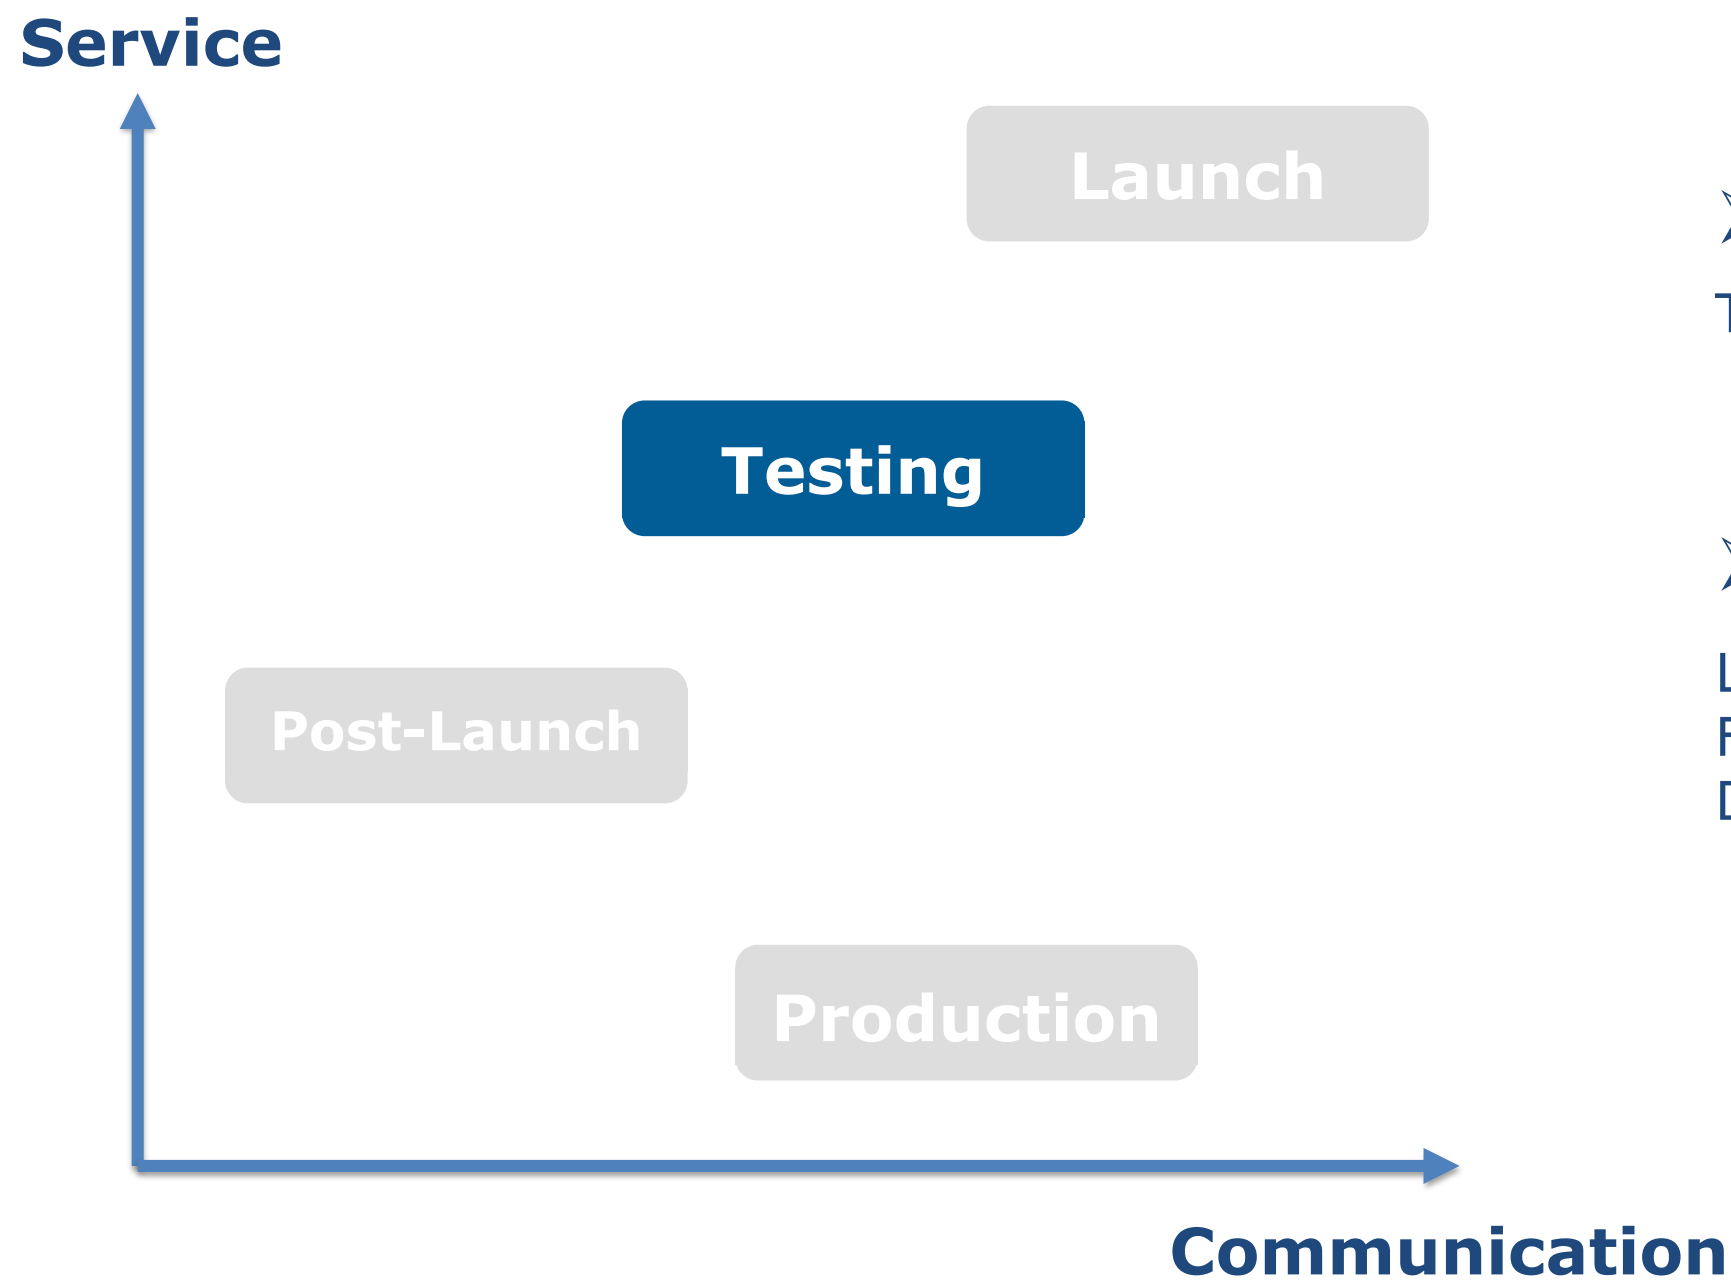 Service
Launch
Testing
Post-Launch
Production
Communication